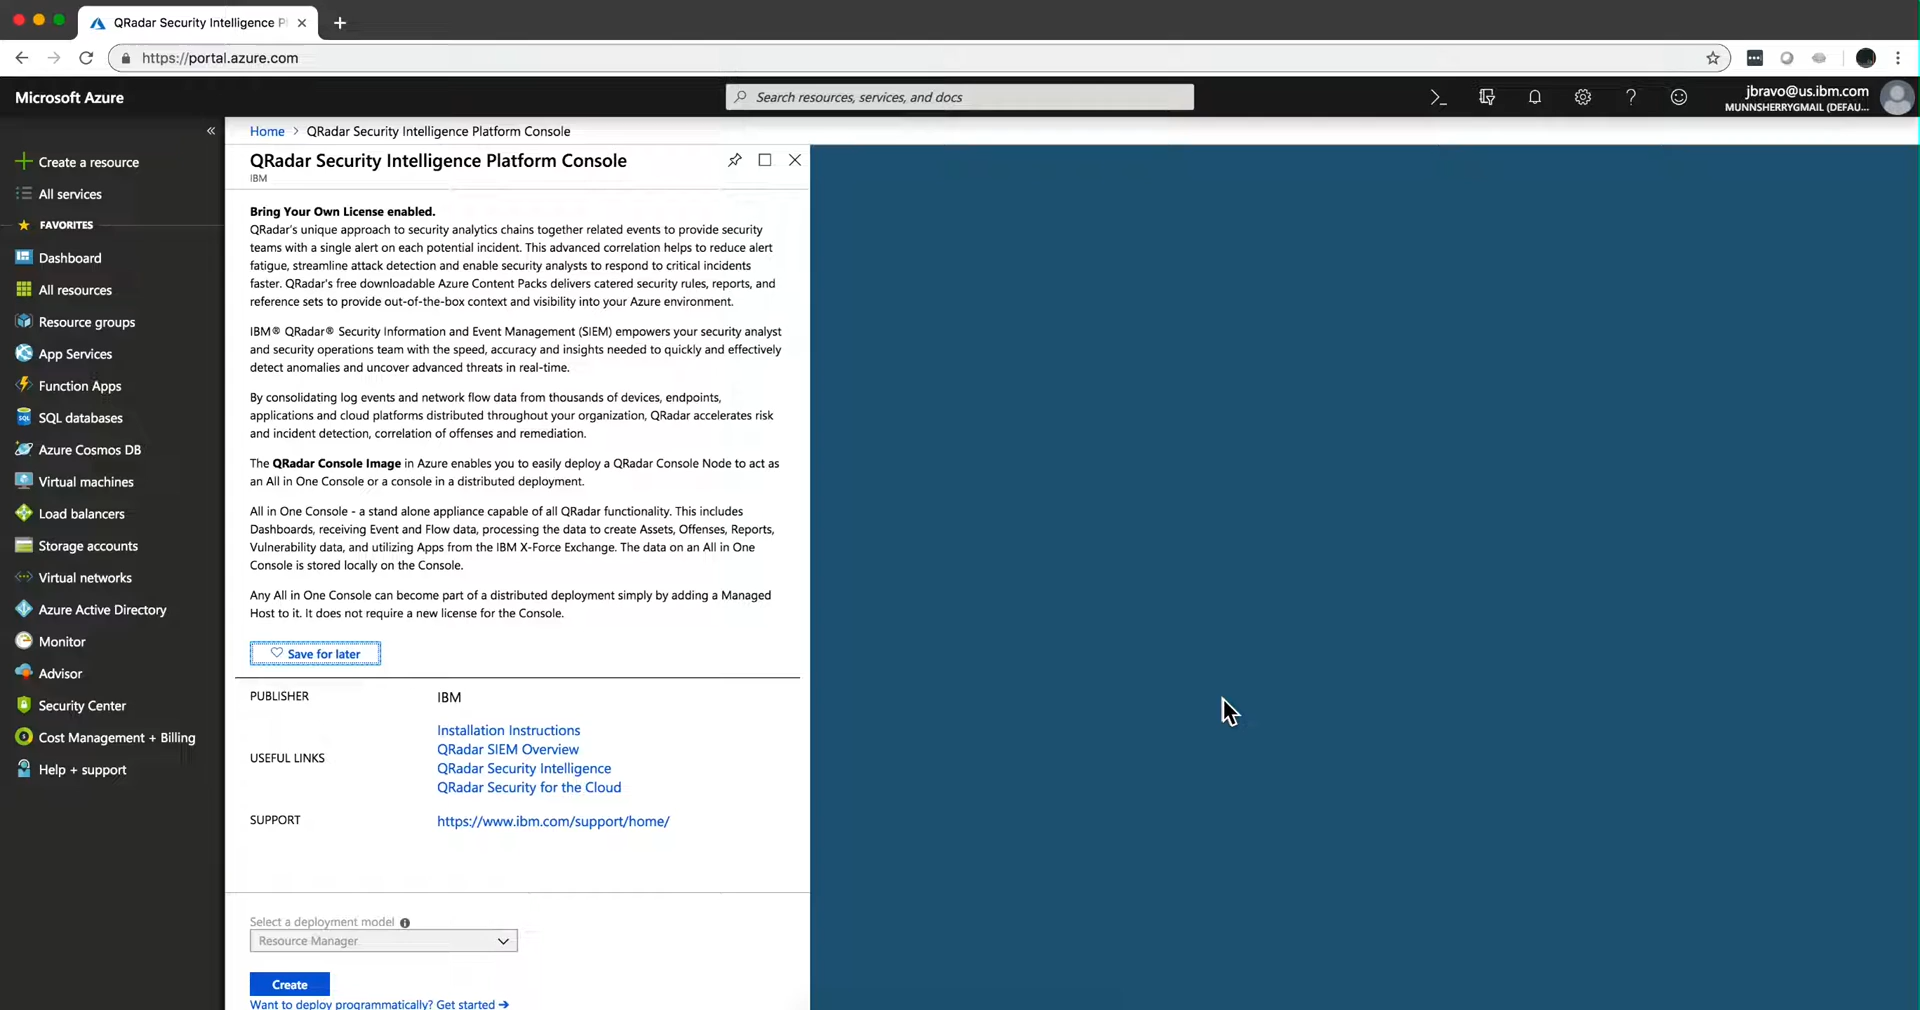 QRadar Security Intelligence P
https://portal.azure.com
Microsoft Azure
Search resources, services, and docs
jbravo@us.ibm.com
MUNNSHERRYGMAIL (DEFAU...
Create a resource
All services
FAVORITES
Dashboard
All resources
Resource groups
App Services
Function Apps
SQL databases
Azure Cosmos DB
Virtual machines
Load balancers
Storage accounts
Virtual networks
Azure Active Directory
Monitor
Advisor
Security Center
Cost Management + Billing
Help + support
Home > QRadar Security Intelligence Platform Console
QRadar Security Intelligence Platform Console
IBM
Bring Your Own License enabled.
QRadar's unique approach to security analytics chains together related events to provide security
teams with a single alert on each potential incident. This advanced correlation helps to reduce alert
fatigue, streamline attack detection and enable security analysts to respond to critical incidents
faster. QRadar's free downloadable Azure Content Packs delivers catered security rules, reports, and
reference sets to provide out-of-the-box context and visibility into your Azure environment.
IBM® QRadar® Security Information and Event Management (SIEM) empowers your security analyst
and security operations team with the speed, accuracy and insights needed to quickly and effectively
detect anomalies and uncover advanced threats in real-time.
By consolidating log events and network flow data from thousands of devices, endpoints,
applications and cloud platforms distributed throughout your organization, QRadar accelerates risk
and incident detection, correlation of offenses and remediation.
The QRadar Console Image in Azure enables you to easily deploy a QRadar Console Node to act as
an All in One Console or a console in a distributed deployment.
All in One Console - a stand alone appliance capable of all QRadar functionality. This includes
Dashboards, receiving Event and Flow data, processing the data to create Assets, Offenses, Reports,
Vulnerability data, and utilizing Apps from the IBM X-Force Exchange. The data on an All in One
Console is stored locally on the Console.
Any All in One Console can become part of a distributed deployment simply by adding a Managed
Host to it. It does not require a new license for the Console.
Save for later
PUBLISHER IBM
USEFUL LINKS
Installation Instructions
QRadar SIEM Overview
QRadar Security Intelligence
QRadar Security for the Cloud
SUPPORT https://www.ibm.com/support/home/
Select a deployment model
Resource Manager
Create
Want to deploy programmatically? Get started →